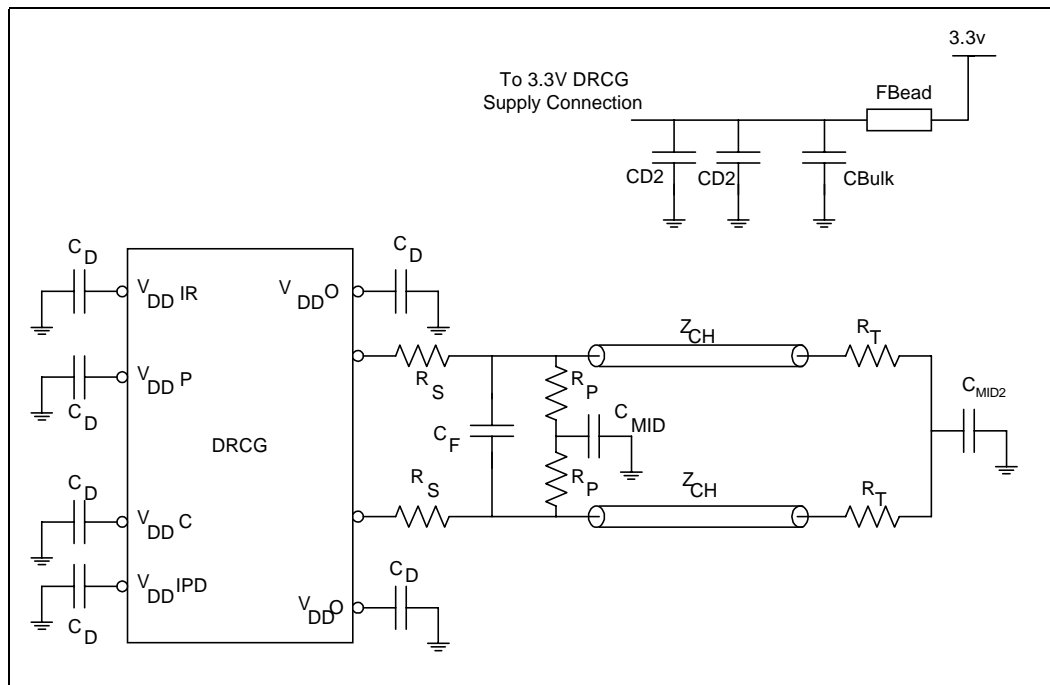 3.3v
To 3.3V DRCG
Supply Connection
FBead
CD2
CD2
CBulk
C D
C D
V DD IR
V DD O
Z CH
R T
R S
R P
C MID2
V DD P
C D
C MID
DRCG
C F
R S
R P
Z CH
R T
C D
V DD C
V DD IPD
C D
C D
V DD O